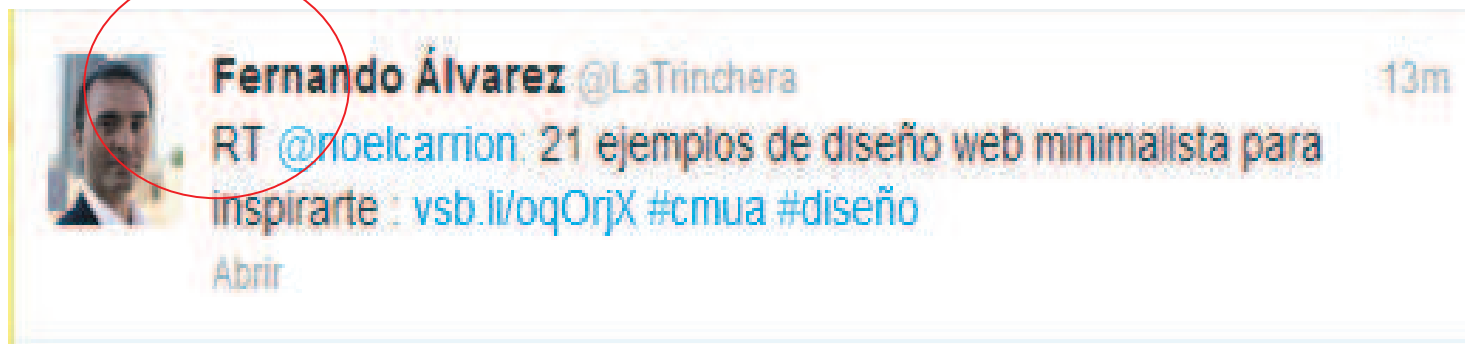 Fernando Álvarez @LaTrinchera 13m
RT @noelcarrion: 21 ejemplos de diseño web minimalista para
inspirarte : vsb.li/oqOrjX #cmua #diseño
Abrir